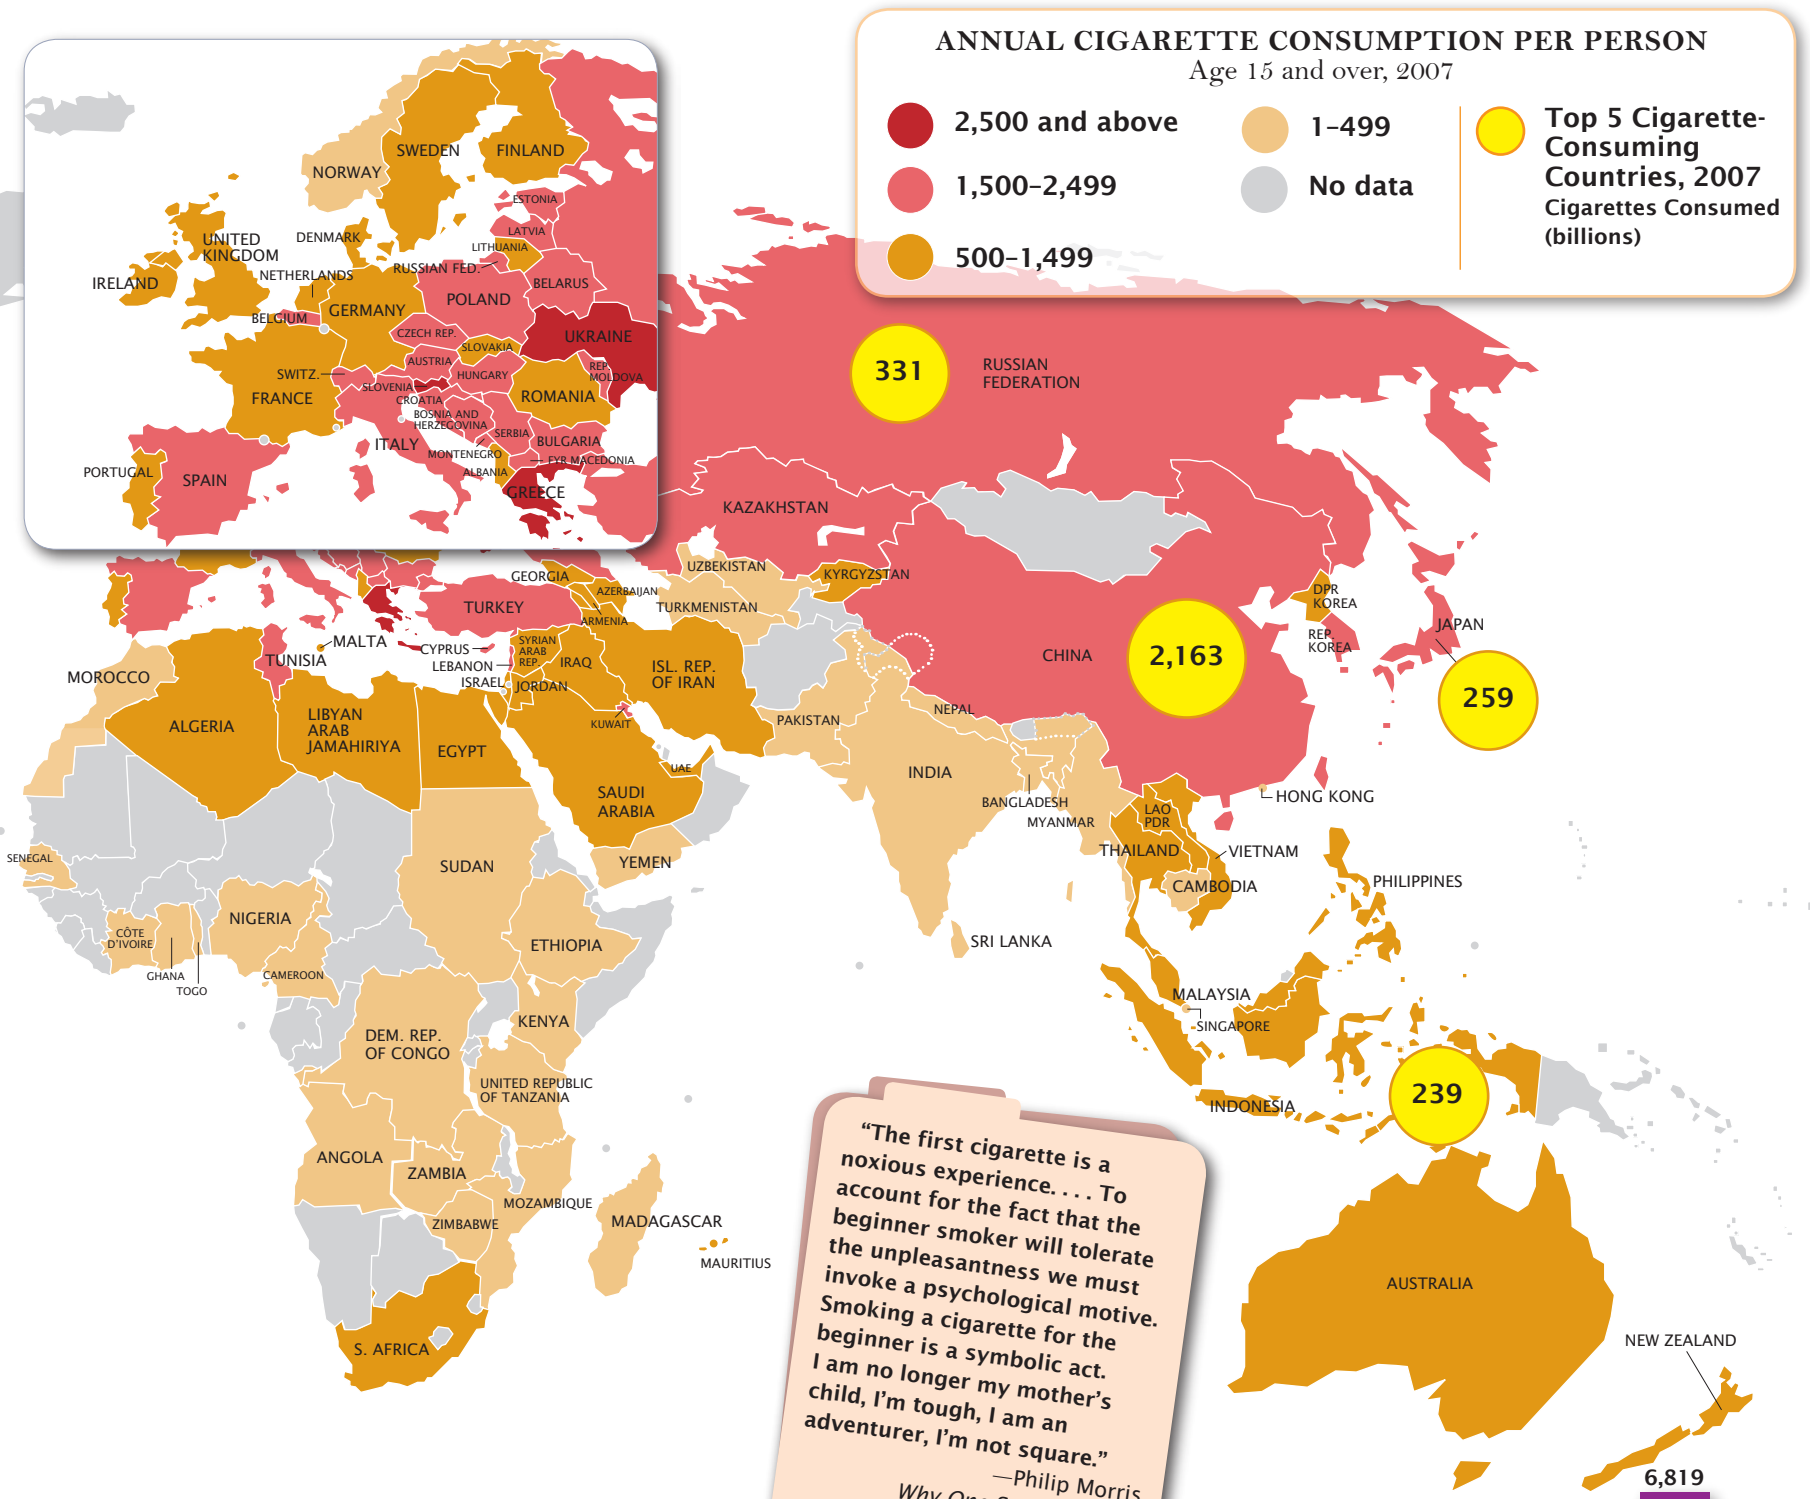 ANNUAL CIGARETTE CONSUMPTION PER PERSON
Age 15 and over, 2007
2,500 and above
1,500–2,499
500–1,499
1–499
No data
Top 5 Cigarette-
Consuming
Countries, 2007
Cigarettes Consumed
(billions)
NORWAY
SWEDEN
FINLAND
ESTONIA
LATVIA
LITHUANIA
RUSSIAN FED.
UNITED
KINGDOM
DENMARK
IRELAND
NETHERLANDS
BELGIUM
GERMANY
POLAND
BELARUS
CZECH REP.
UKRAINE
SLOVAKIA
AUSTRIA
HUNGARY
REP.
MOLDOVA
SWITZ.
SLOVENIA
FRANCE
CROATIA
ROMANIA
BOSNIA AND
HERZEGOVINA
SERBIA
ITALY
BULGARIA
MONTENEGRO
FYR MACEDONIA
ALBANIA
PORTUGAL
SPAIN
GREECE
331
RUSSIAN
FEDERATION
KAZAKHSTAN
UZBEKISTAN
KYRGYZSTAN
TURKMENISTAN
GEORGIA
AZERBAIJAN
ARMENIA
TURKEY
MALTA
TUNISIA
CYPRUS
LEBANON
ISRAEL
SYRIAN
ARAB
REP.
IRAQ
JORDAN
ISL. REP.
OF IRAN
KUWAIT
MOROCCO
ALGERIA
LIBYAN
ARAB
JAMAHIRIYA
EGYPT
SAUDI
ARABIA
UAE
YEMEN
PAKISTAN
NEPAL
INDIA
BANGLADESH
MYANMAR
SRI LANKA
CHINA
2,163
DPR
KOREA
REP.
KOREA
JAPAN
259
HONG KONG
LAO
PDR
THAILAND
VIETNAM
CAMBODIA
PHILIPPINES
MALAYSIA
SINGAPORE
INDONESIA
239
SENEGAL
CÔTE
D’IVOIRE
GHANA
TOGO
NIGERIA
CAMEROON
SUDAN
ETHIOPIA
KENYA
DEM. REP.
OF CONGO
UNITED REPUBLIC
OF TANZANIA
ANGOLA
ZAMBIA
MOZAMBIQUE
ZIMBABWE
MADAGASCAR
MAURITIUS
S. AFRICA
AUSTRALIA
NEW ZEALAND
6,819
“The first cigarette is a
noxious experience. . . . To
account for the fact that the
beginner smoker will tolerate
the unpleasantness we must
invoke a psychological motive.
Smoking a cigarette for the
beginner is a symbolic act.
I am no longer my mother’s
child, I’m tough, I am an
adventurer, I’m not square.”
—Philip Morris
Why One